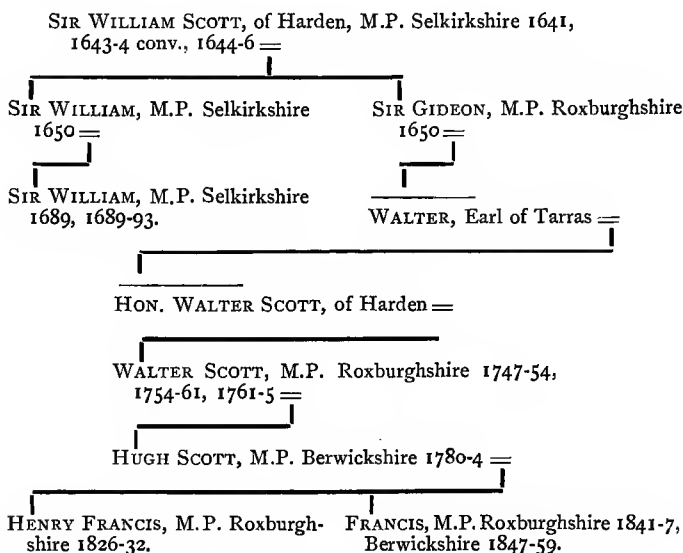 SIR WILLIAM SCOTT, of Harden, M.P. Selkirkshire 1641,
1643-4 conv., 1644-6 =
SIR WILLIAM, M.P. Selkirkshire
1650 =
SIR GIDEON, M.P. Roxburghshire
1650 =
SIR WILLIAM, M.P. Selkirkshire
1689, 1689-93.
WALTER, Earl of Tarras =
HON. WALTER SCOTT, of Harden =
WALTER SCOTT, M.P. Roxburghshire 1747-54,
1754-61, 1761-5 =
HUGH SCOTT, M.P. Berwickshire 1780-4 =
HENRY FRANCIS, M.P. Roxburgh-
shire 1826-32.
FRANCIS, M.P. Roxburghshire 1841-7,
Berwickshire 1847-59.